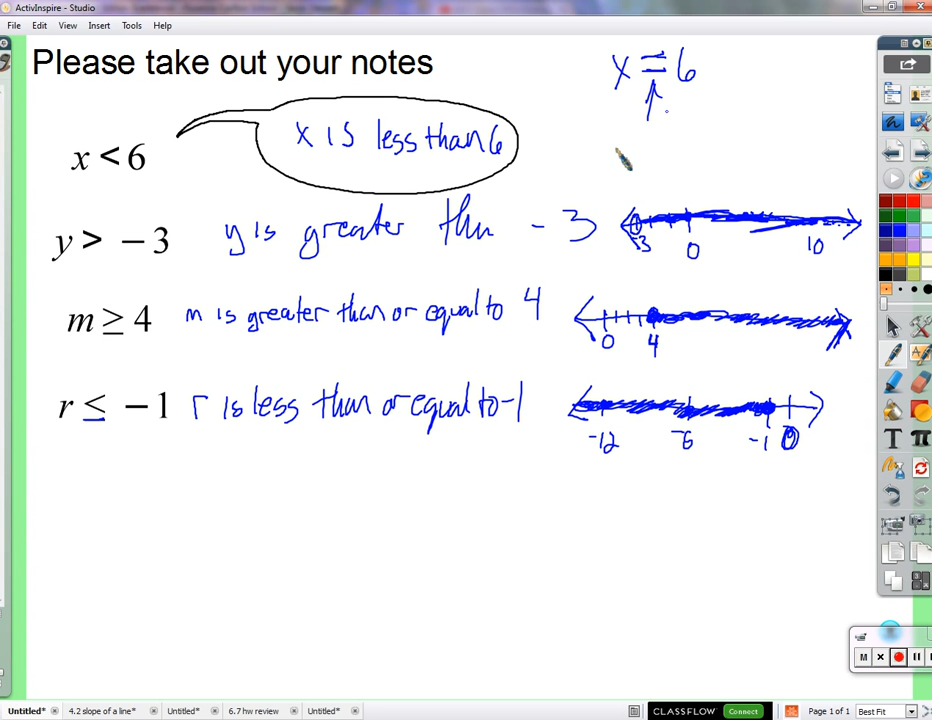 ActivInspire - Studio
File Edit View Insert Tools Help
Please take out your notes
x = 6
x < 6
x is less than 6
y > − 3
y is greater than - 3
-3 0 10
m ≥ 4
m is greater than or equal to 4
0 4
r ≤ − 1
r is less than or equal to -1
-12 -6 -1 0
M
Untitled* 4.2 slope of a line* Untitled* 6.7 hw review Untitled* CLASSFLOW Connect Page 1 of 1 Best Fit